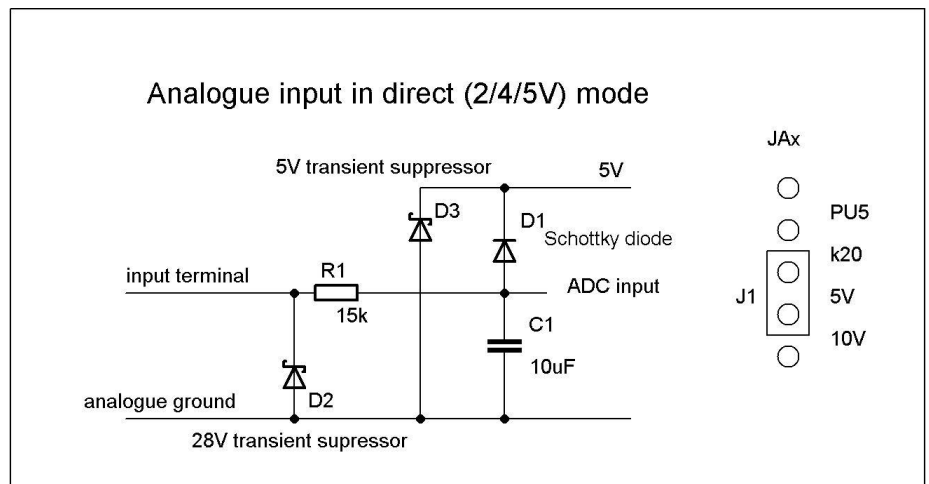 Analogue input in direct (2/4/5V) mode
JAx
5V transient suppressor
5V
PU5
D3
D1
Schottky diode
k20
input terminal
R1
ADC input
J1
5V
15k
C1
10V
10uF
analogue ground
D2
28V transient supressor